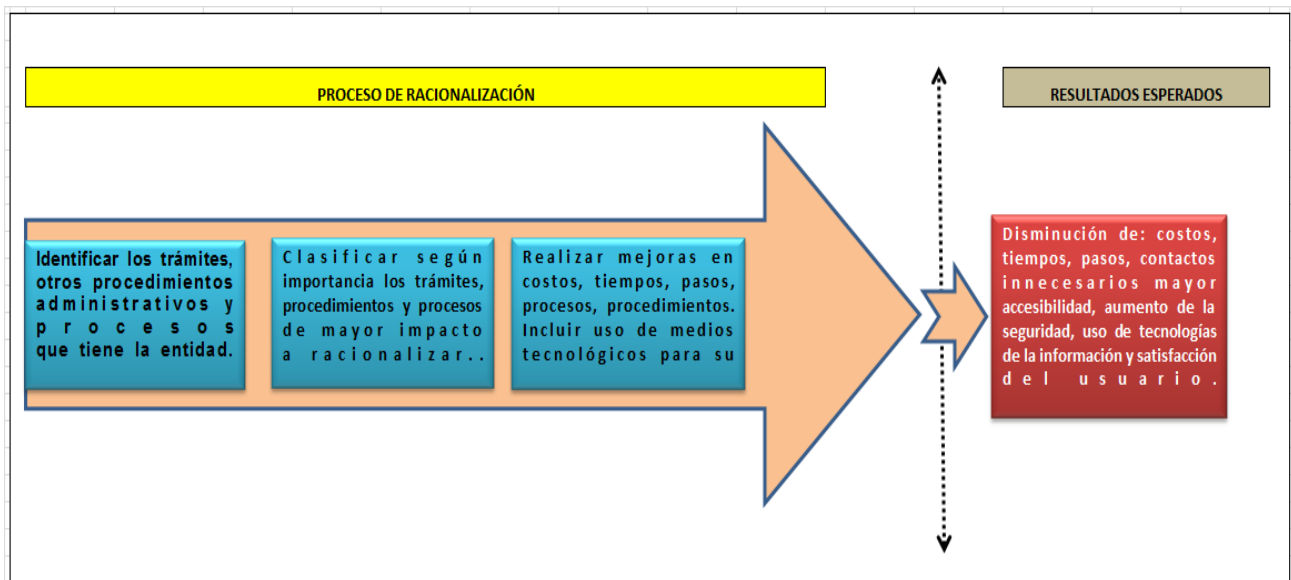 PROCESO DE RACIONALIZACIÓN
RESULTADOS ESPERADOS
Identificar los trámites,
otros procedimientos
administrativos y
procesos
que tiene la entidad.
Clasificar según
importancia los trámites,
procedimientos y procesos
de mayor impacto
a racionalizar..
Realizar mejoras en
costos, tiempos, pasos,
procesos, procedimientos.
Incluir uso de medios
tecnológicos para su
Disminución de: costos,
tiempos, pasos, contactos
innecesarios mayor
accesibilidad, aumento de la
seguridad, uso de tecnologías
de la información y satisfacción
del usuario.